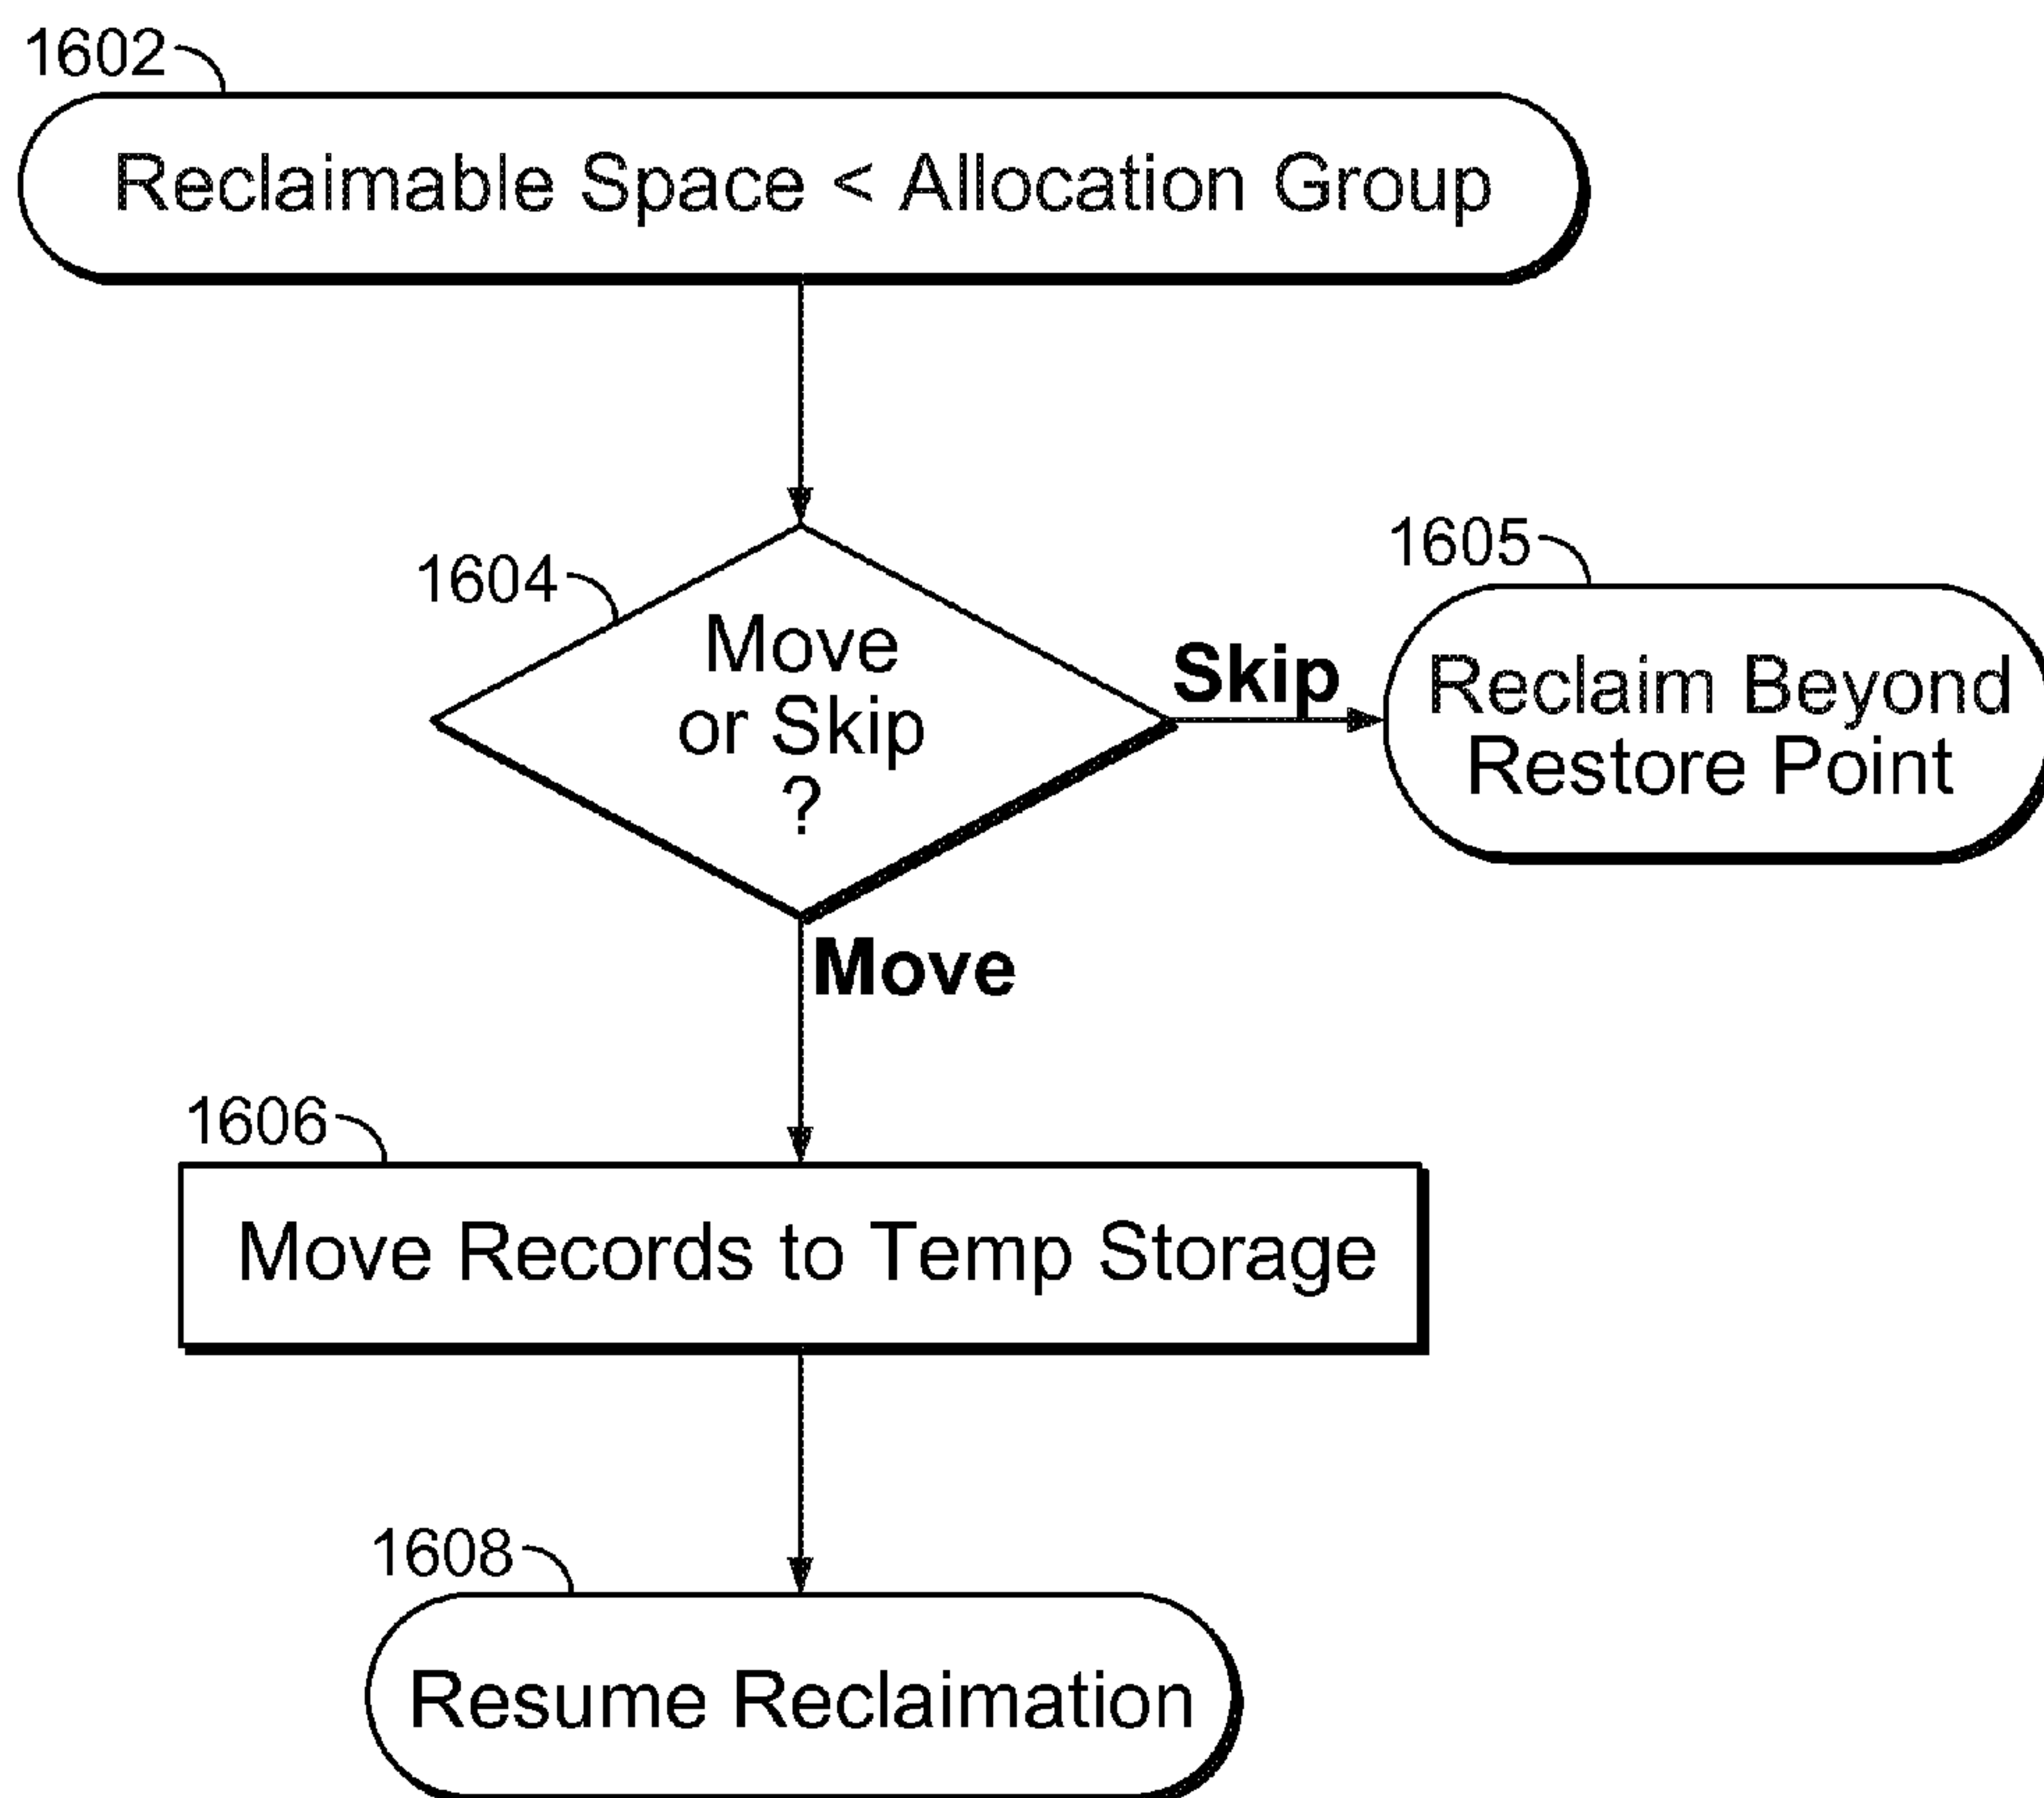 1602
Reclaimable Space < Allocation Group
1604
Move
or Skip
?
Skip
1605
Reclaim Beyond
Restore Point
Move
1606
Move Records to Temp Storage
1608
Resume Reclaimation